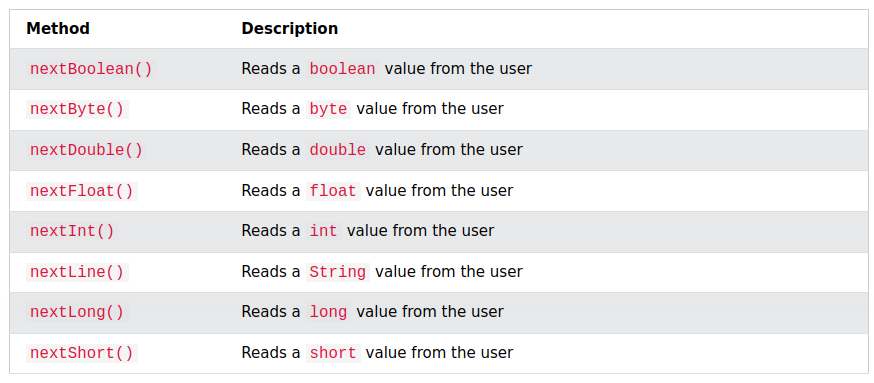 Method Description
nextBoolean() Reads a boolean value from the user
nextByte() Reads a byte value from the user
nextDouble() Reads a double value from the user
nextFloat() Reads a float value from the user
nextInt() Reads a int value from the user
nextLine() Reads a String value from the user
nextLong() Reads a long value from the user
nextShort() Reads a short value from the user